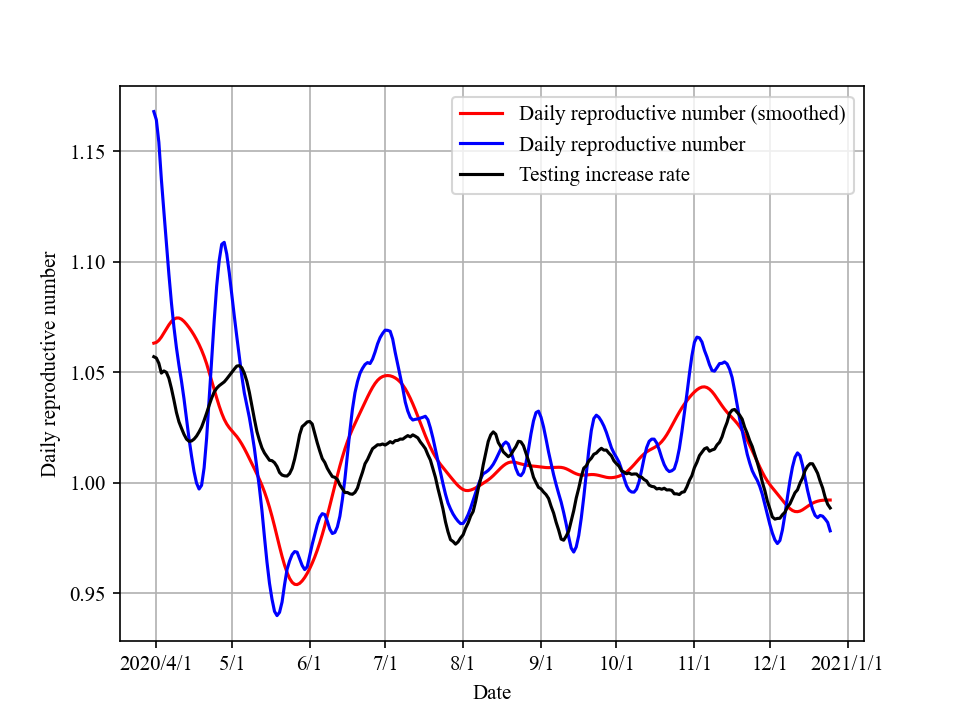 Daily reproductive number (smoothed)
Daily reproductive number
Testing increase rate
Daily reproductive number
1.15
1.10
1.05
1.00
0.95
2020/4/1 5/1 6/1 7/1 8/1 9/1 10/1 11/1 12/1 2021/1/1
Date